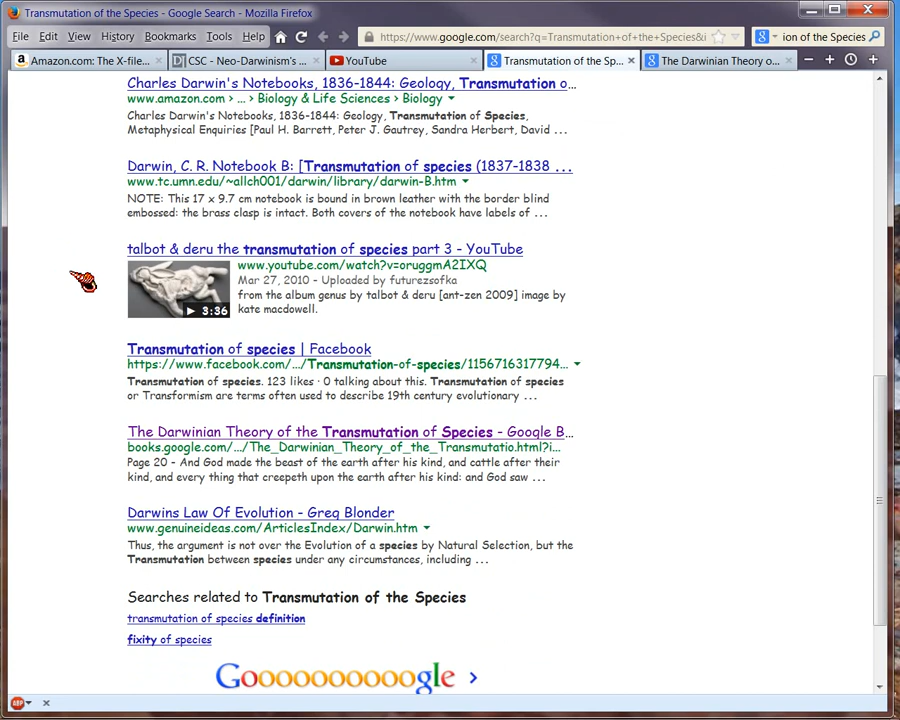 Transmutation of the Species - Google Search - Mozilla Firefox
File Edit View History Bookmarks Tools Help
https://www.google.com/search?q=Transmutation+of+the+Species&i
ion of the Species
Amazon.com: The X-file...
CSC - Neo-Darwinism's ...
YouTube
Transmutation of the Sp...
The Darwinian Theory o...
Charles Darwin's Notebooks, 1836-1844: Geology, Transmutation o...
www.amazon.com › ... › Biology & Life Sciences › Biology
Charles Darwin's Notebooks, 1836-1844: Geology, Transmutation of Species,
Metaphysical Enquiries [Paul H. Barrett, Peter J. Gautrey, Sandra Herbert, David ...
Darwin, C. R. Notebook B: [Transmutation of species (1837-1838 ...
www.tc.umn.edu/~allch001/darwin/library/darwin-B.htm
NOTE: This 17 x 9.7 cm notebook is bound in brown leather with the border blind
embossed: the brass clasp is intact. Both covers of the notebook have labels of ...
talbot & deru the transmutation of species part 3 - YouTube
www.youtube.com/watch?v=oruggmA2IXQ
Mar 27, 2010 - Uploaded by futurezsofka
from the album genus by talbot & deru [ant-zen 2009] image by
kate macdowell.
3:36
Transmutation of species | Facebook
https://www.facebook.com/.../Transmutation-of-species/1156716317794...
Transmutation of species. 123 likes · 0 talking about this. Transmutation of species
or Transformism are terms often used to describe 19th century evolutionary ...
The Darwinian Theory of the Transmutation of Species - Google B...
books.google.com/.../The_Darwinian_Theory_of_the_Transmutatio.html?i...
Page 20 - And God made the beast of the earth after his kind, and cattle after their
kind, and every thing that creepeth upon the earth after his kind: and God saw ...
Darwins Law Of Evolution - Greg Blonder
www.genuineideas.com/ArticlesIndex/Darwin.htm
Thus, the argument is not over the Evolution of a species by Natural Selection, but the
Transmutation between species under any circumstances, including ...
Searches related to Transmutation of the Species
transmutation of species definition
fixity of species
Goooooooooogle
ABP